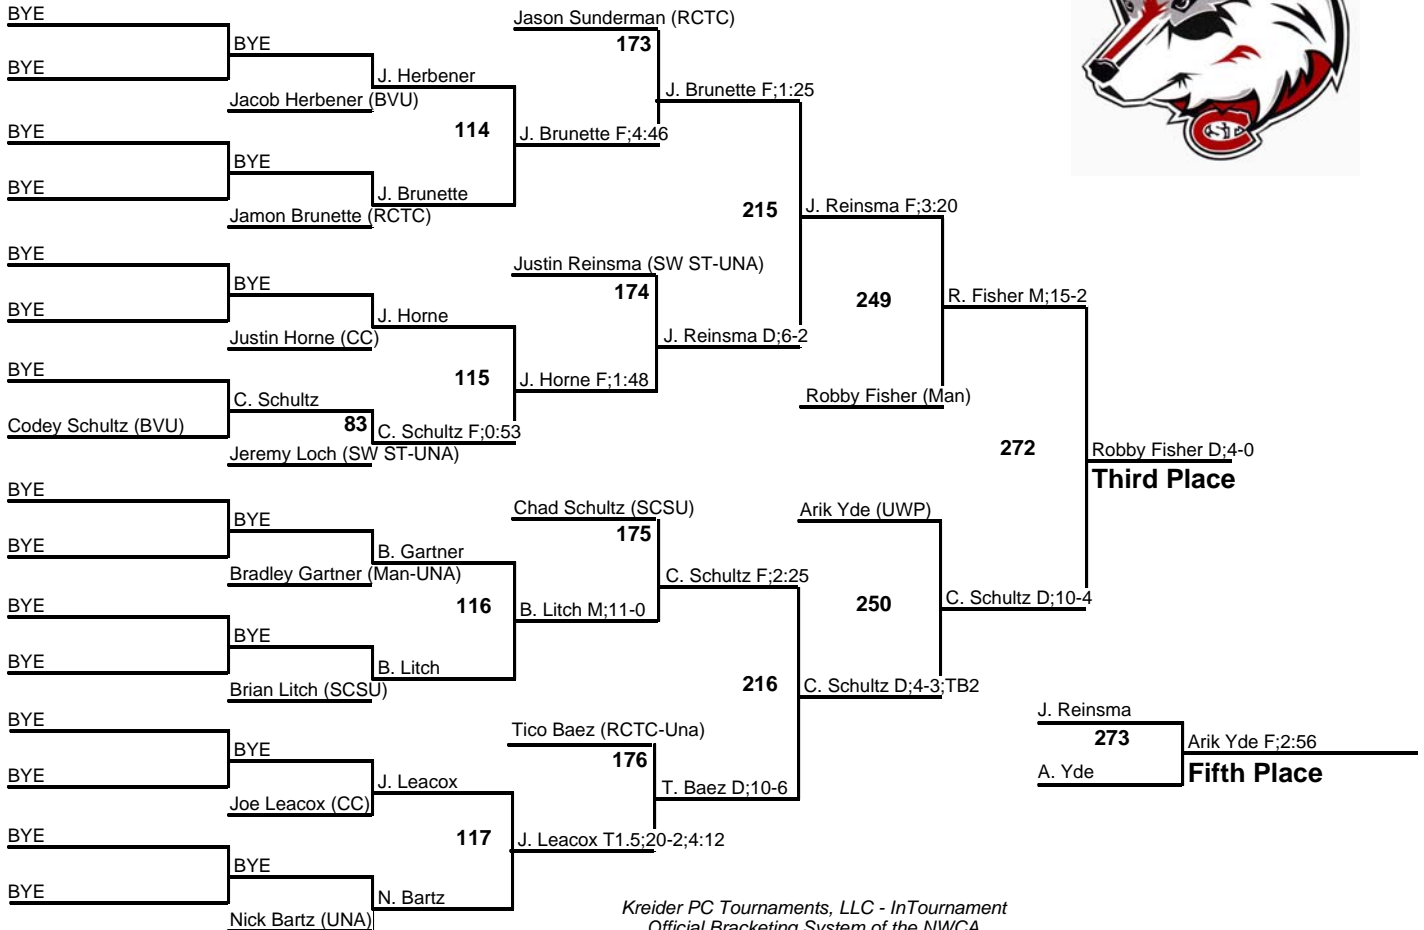 BYE
Jason Sunderman (RCTC)
BYE
173
BYE
J. Herbener
J. Brunette F;1:25
Jacob Herbener (BVU)
114
BYE
J. Brunette F;4:46
BYE
BYE
J. Brunette
215
J. Reinsma F;3:20
Jamon Brunette (RCTC)
BYE
Justin Reinsma (SW ST-UNA)
BYE
174
249
R. Fisher M;15-2
BYE
J. Horne
Justin Horne (CC)
J. Reinsma D;6-2
BYE
115
J. Horne F;1:48
C. Schultz
Robby Fisher (Man)
Codey Schultz (BVU)
83
C. Schultz F;0:53
272
Robby Fisher D;4-0
Jeremy Loch (SW ST-UNA)
Third Place
BYE
Chad Schultz (SCSU)
Arik Yde (UWP)
BYE
175
BYE
B. Gartner
Bradley Gartner (Man-UNA)
C. Schultz F;2:25
BYE
116
B. Litch M;11-0
250
C. Schultz D;10-4
BYE
BYE
B. Litch
Brian Litch (SCSU)
216
C. Schultz D;4-3;TB2
BYE
Tico Baez (RCTC-Una)
J. Reinsma
BYE
176
273
Arik Yde F;2:56
BYE
J. Leacox
T. Baez D;10-6
A. Yde
Fifth Place
Joe Leacox (CC)
BYE
117
J. Leacox T1.5;20-2;4:12
BYE
BYE
N. Bartz
Nick Bartz (UNA)
Kreider PC Tournaments, LLC - InTournament
Official Bracketing System of the NWCA
C
ST